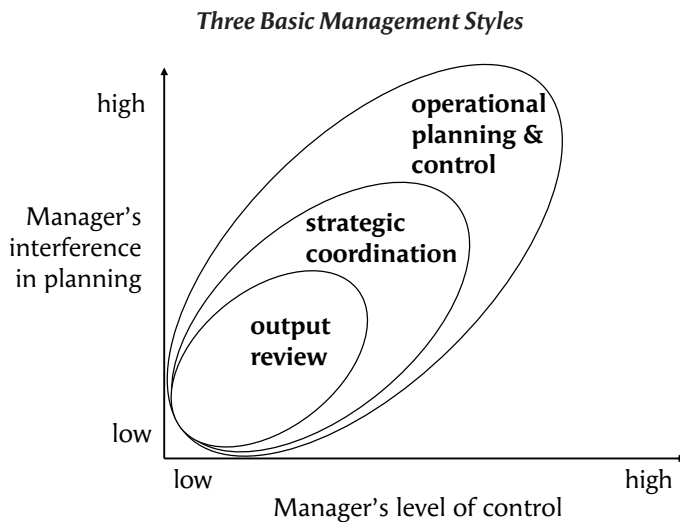 Three Basic Management Styles
high
operational
planning &
control
Manager's
interference
in planning
strategic
coordination
output
review
low
low
high
Manager's level of control